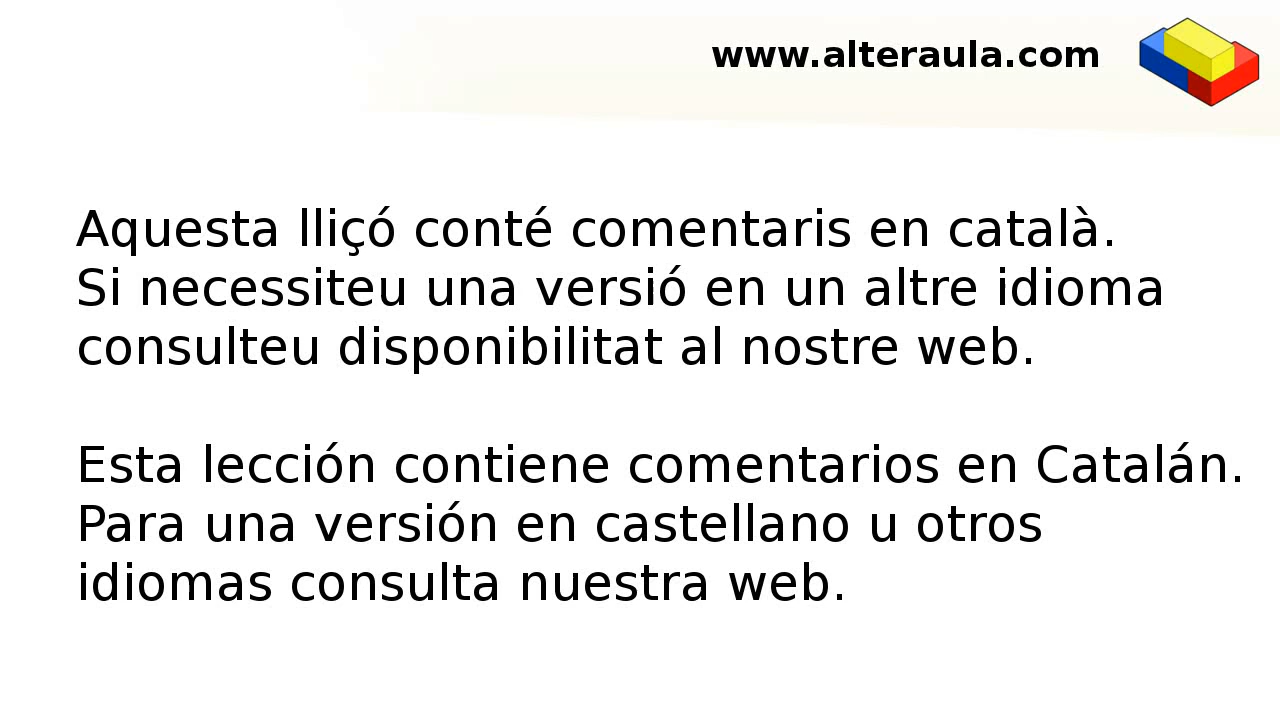 www.alteraula.com
Aquesta lliçó conté comentaris en català.
Si necessiteu una versió en un altre idioma
consulteu disponibilitat al nostre web.
Esta lección contiene comentarios en Catalán.
Para una versión en castellano u otros
idiomas consulta nuestra web.